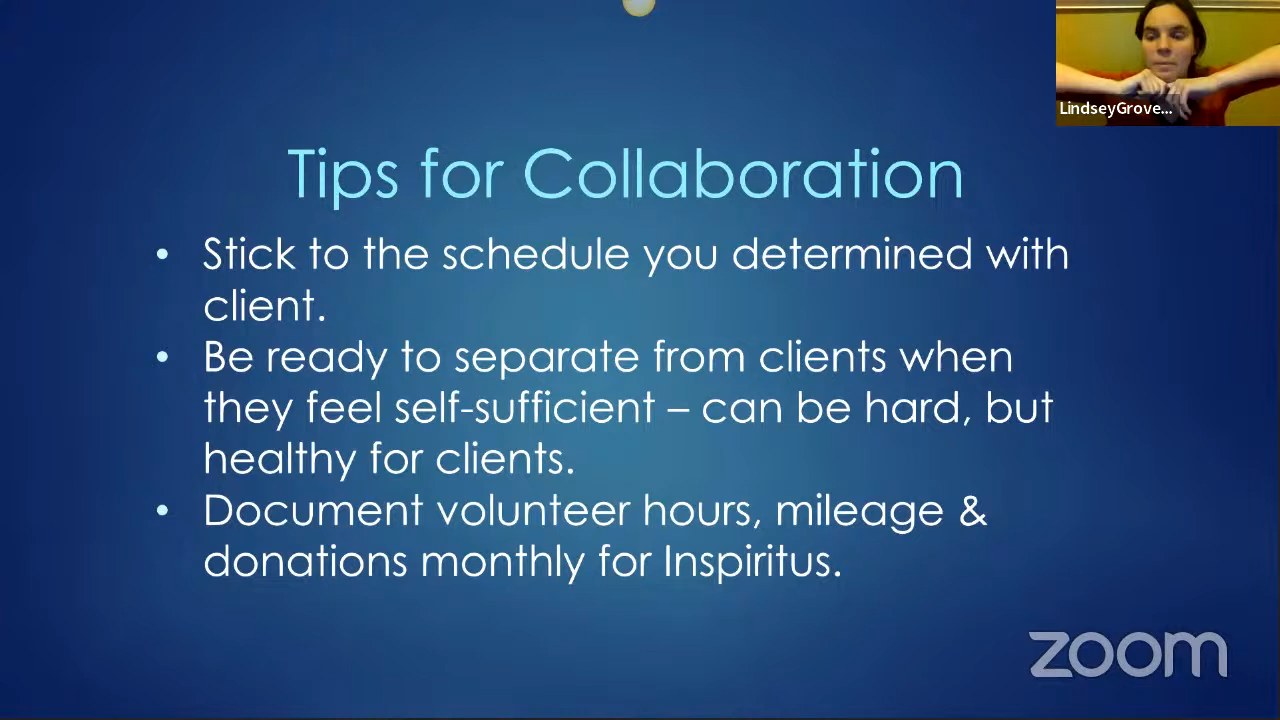 LindseyGrove...
Tips for Collaboration
• Stick to the schedule you determined with
client.
• Be ready to separate from clients when
they feel self-sufficient – can be hard, but
healthy for clients.
• Document volunteer hours, mileage &
donations monthly for Inspiritus.
zoom